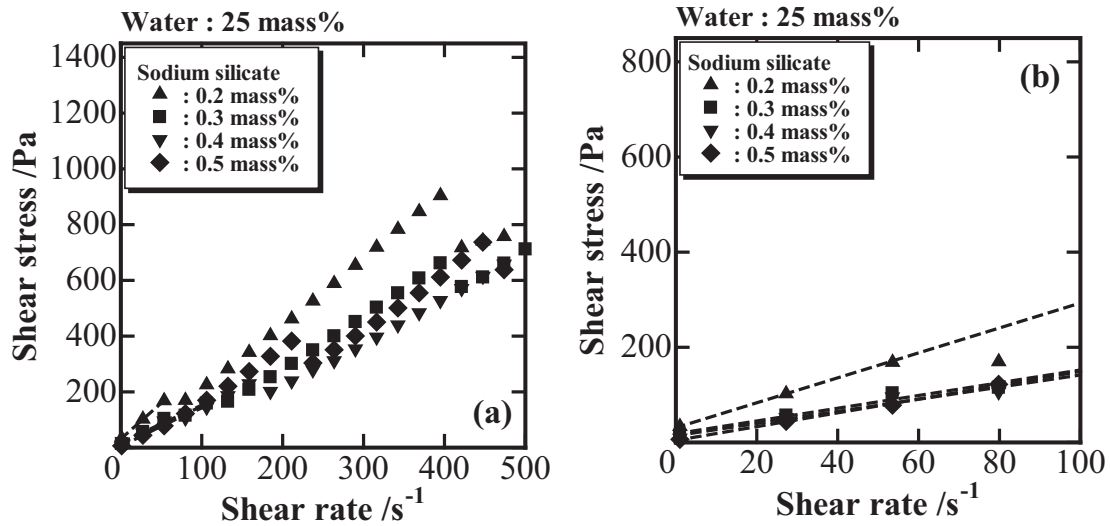 Water : 25 mass%
1400
1200
1000
800
600
400
200
0
100
200
300
400
500
Shear stress /Pa
Shear rate /s-1
Sodium silicate
▲ : 0.2 mass%
■ : 0.3 mass%
▼ : 0.4 mass%
◆ : 0.5 mass%
(a)
Water : 25 mass%
800
600
400
200
0
20
40
60
80
100
Shear stress /Pa
Shear rate /s-1
Sodium silicate
▲ : 0.2 mass%
■ : 0.3 mass%
▼ : 0.4 mass%
◆ : 0.5 mass%
(b)